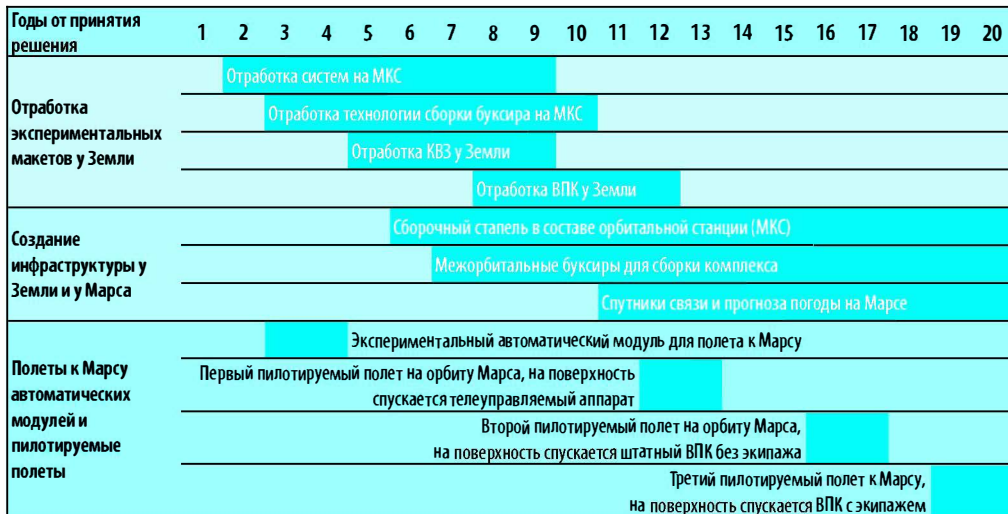 Годы от принятия
решения
1 2 3 4 5 6 7 8 9 10 11 12 13 14 15 16 17 18 19 20
Отработка
экспериментальных
макетов у Земли
Отработка систем на МКС
Отработка технологии сборки буксира на МКС
Отработка КВЗ у Земли
Отработка ВПК у Земли
Создание
инфраструктуры у
Земли и у Марса
Сборочный стапель в составе орбитальной станции (МКС)
Межорбитальные буксиры для сборки комплекса
Спутники связи и прогноза погоды на Марсе
Полеты к Марсу
автоматических
модулей и
пилотируемые
полеты
Экспериментальный автоматический модуль для полета к Марсу
Первый пилотируемый полет на орбиту Марса, на поверхность
спускается телеуправляемый аппарат
Второй пилотируемый полет на орбиту Марса,
на поверхность спускается штатный ВПК без экипажа
Третий пилотируемый полет к Марсу,
на поверхность спускается ВПК с экипажем